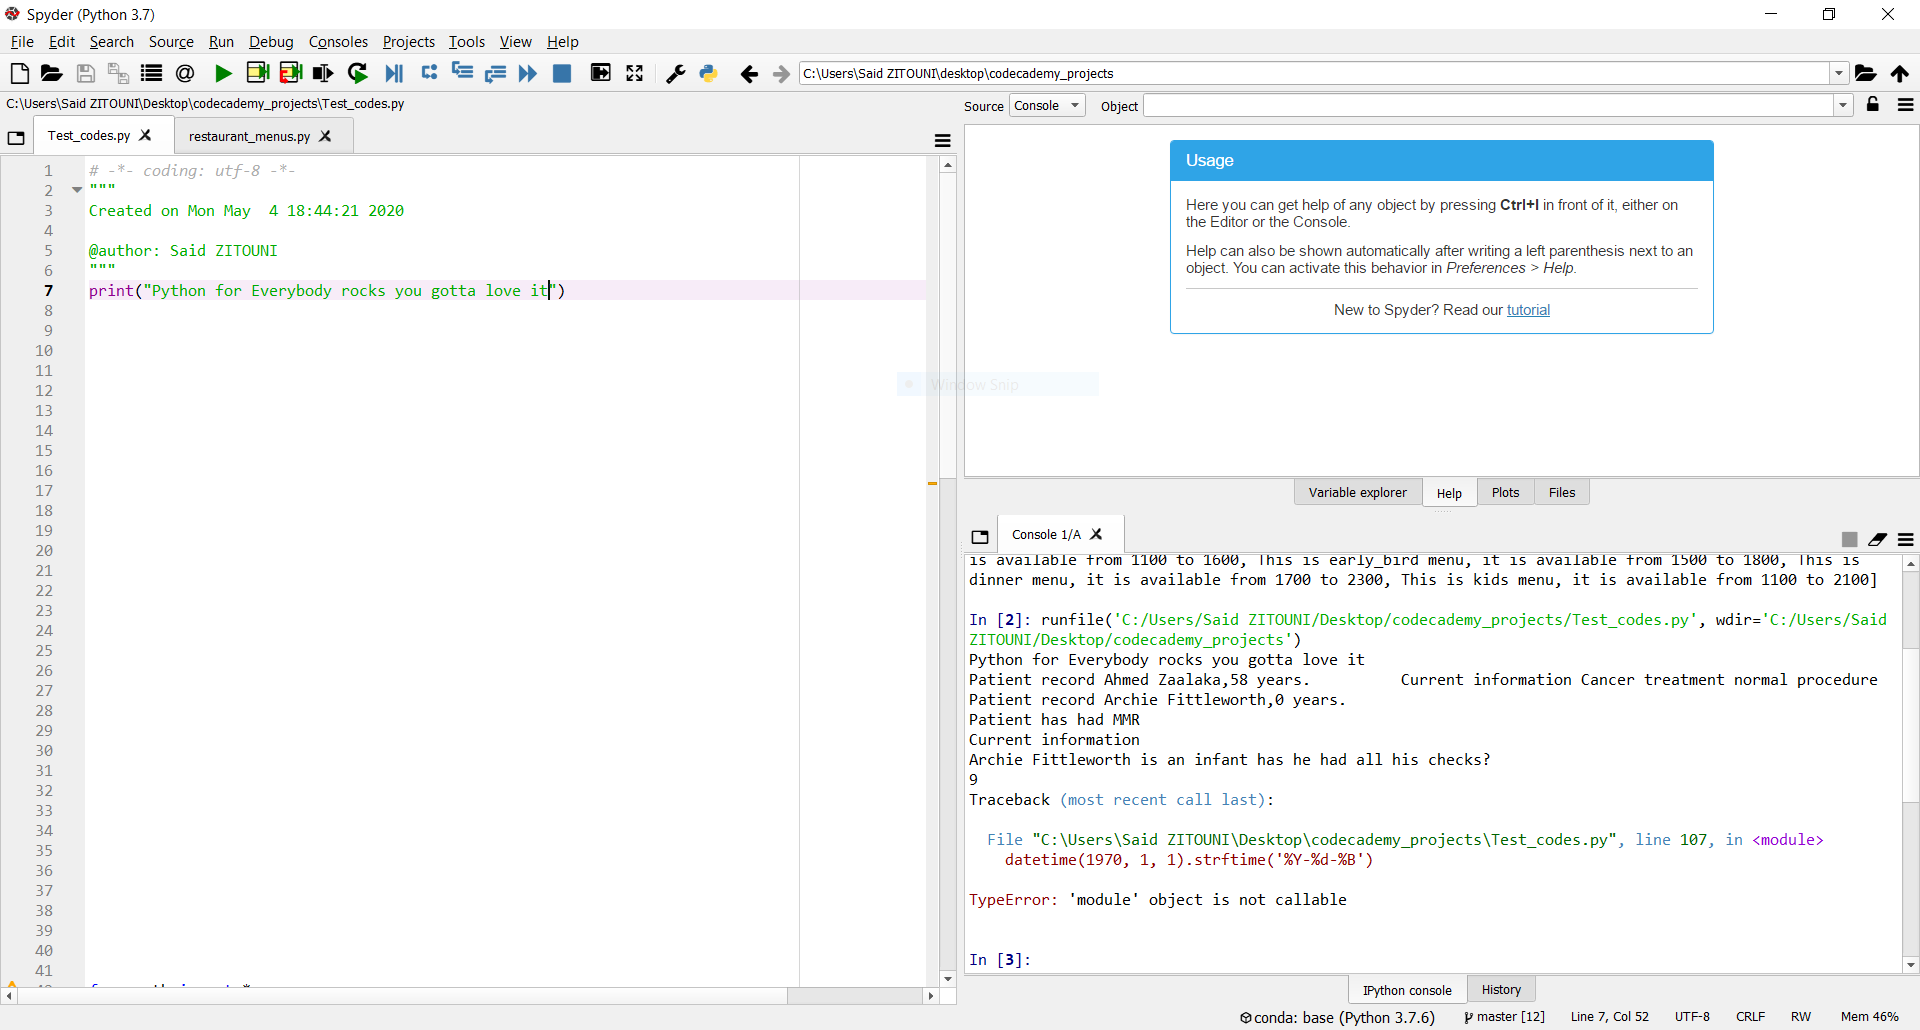 Spyder (Python 3.7)
File Edit Search Source Run Debug Consoles Projects Tools View Help
C:\Users\Said ZITOUNI\desktop\codecademy_projects
C:\Users\Said ZITOUNI\Desktop\codecademy_projects\Test_codes.py
Test_codes.py
restaurant_menus.py
1 # -*- coding: utf-8 -*-
2 """
3 Created on Mon May  4 18:44:21 2020
4
5 @author: Said ZITOUNI
6 """
7 print("Python for Everybody rocks you gotta love it")
8
9
10
11
12
13
14
15
16
17
18
19
20
21
22
23
24
25
26
27
28
29
30
31
32
33
34
35
36
37
38
39
40
41
Source Console Object
Usage
Here you can get help of any object by pressing Ctrl+I in front of it, either on
the Editor or the Console.
Help can also be shown automatically after writing a left parenthesis next to an
object. You can activate this behavior in Preferences > Help.
New to Spyder? Read our tutorial
Window Snip
Variable explorer Help Plots Files
Console 1/A
is available from 1100 to 1600, This is early_bird menu, it is available from 1500 to 1800, This is
dinner menu, it is available from 1700 to 2300, This is kids menu, it is available from 1100 to 2100]
In [2]: runfile('C:/Users/Said ZITOUNI/Desktop/codecademy_projects/Test_codes.py', wdir='C:/Users/Said
ZITOUNI/Desktop/codecademy_projects')
Python for Everybody rocks you gotta love it
Patient record Ahmed Zaalaka,58 years.          Current information Cancer treatment normal procedure
Patient record Archie Fittleworth,0 years.
Patient has had MMR
Current information
Archie Fittleworth is an infant has he had all his checks?
9
Traceback (most recent call last):
File "C:\Users\Said ZITOUNI\Desktop\codecademy_projects\Test_codes.py", line 107, in <module>
datetime(1970, 1, 1).strftime('%Y-%d-%B')
TypeError: 'module' object is not callable
In [3]:
IPython console History
conda: base (Python 3.7.6) master [12] Line 7, Col 52 UTF-8 CRLF RW Mem 46%